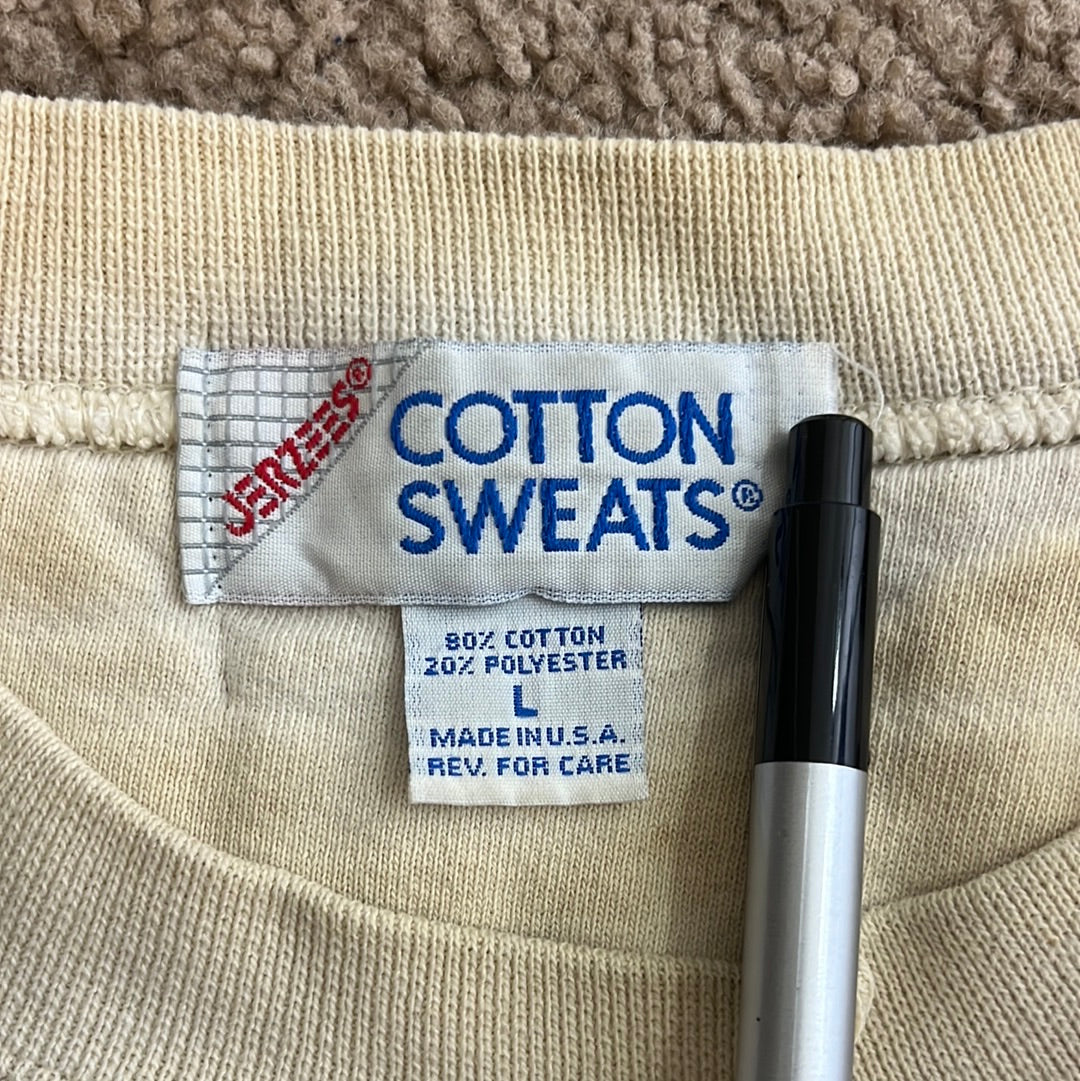 JERZEES®
COTTON
SWEATS®
80% COTTON
20% POLYESTER
L
MADE IN U.S.A.
REV. FOR CARE